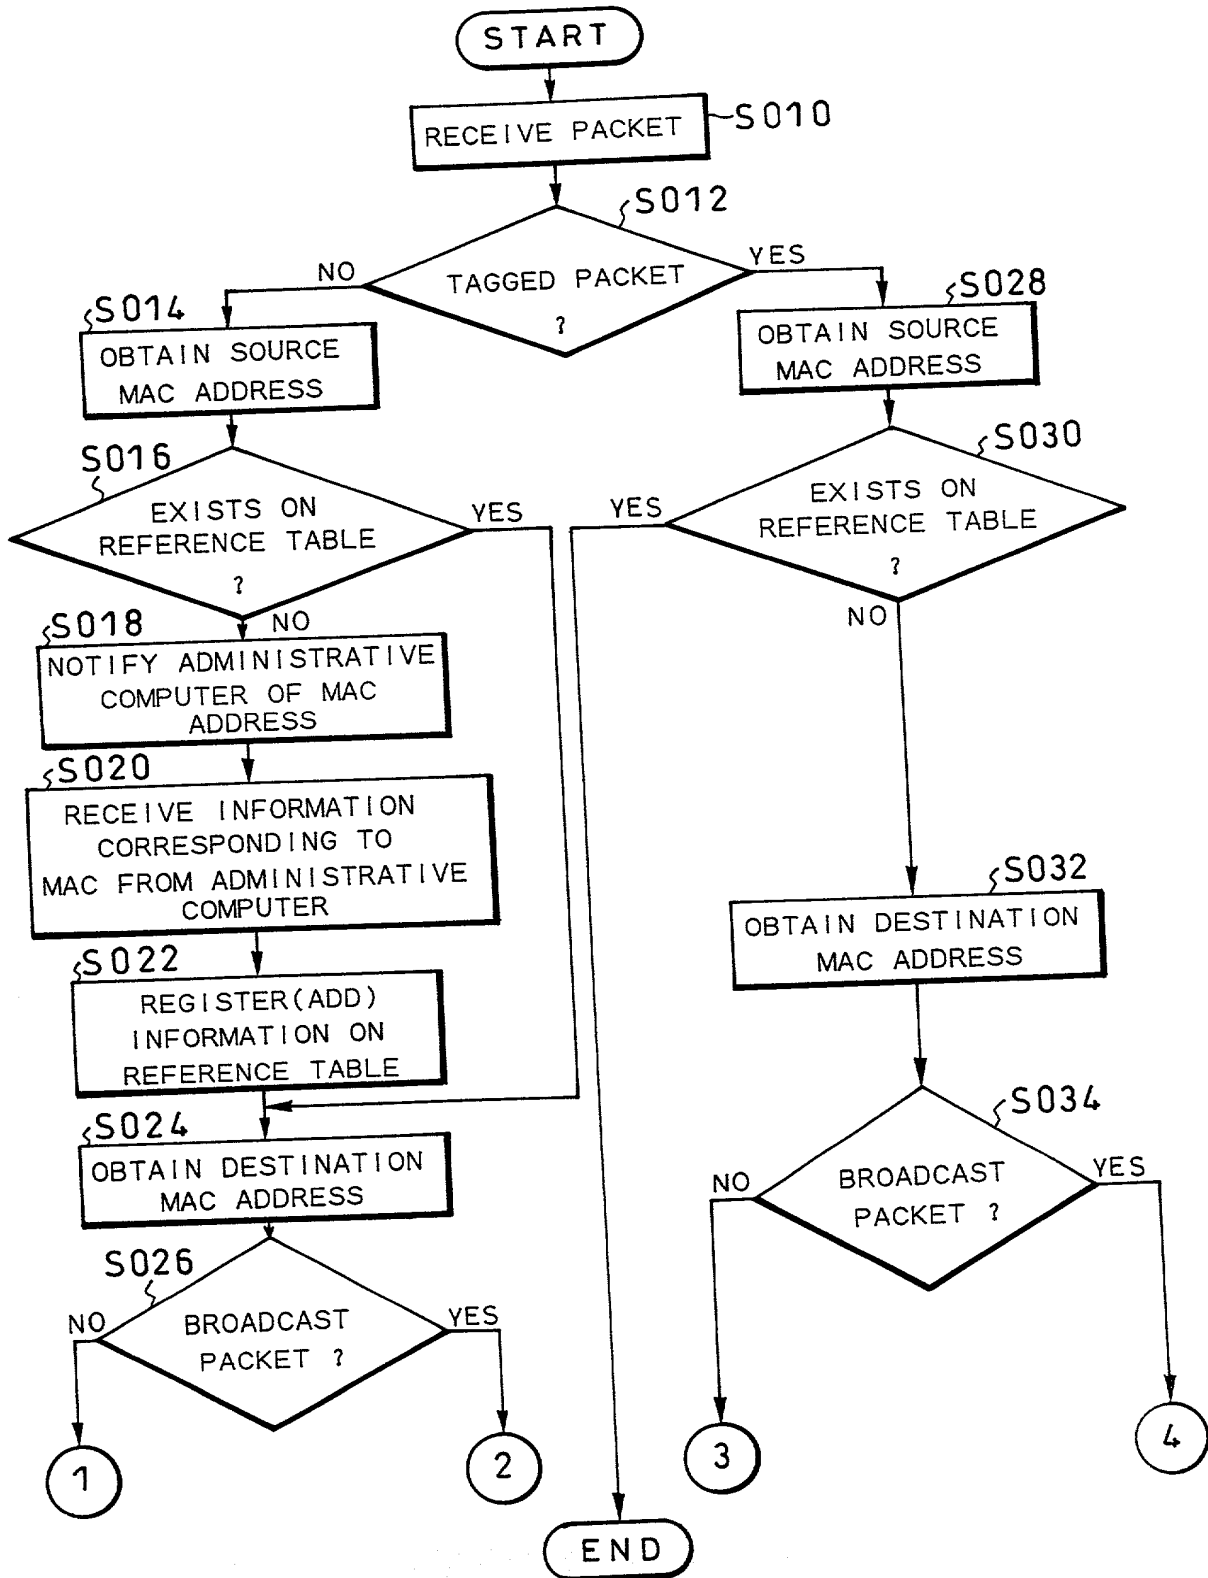 START
RECEIVE PACKET
S010
S012
TAGGED PACKET
?
NO
YES
S014
OBTAIN SOURCE
MAC ADDRESS
S028
OBTAIN SOURCE
MAC ADDRESS
S016
EXISTS ON
REFERENCE TABLE
?
YES
NO
S030
EXISTS ON
REFERENCE TABLE
?
YES
NO
S018
NOTIFY ADMINISTRATIVE
COMPUTER OF MAC
ADDRESS
S020
RECEIVE INFORMATION
CORRESPONDING TO
MAC FROM ADMINISTRATIVE
COMPUTER
S022
REGISTER(ADD)
INFORMATION ON
REFERENCE TABLE
S032
OBTAIN DESTINATION
MAC ADDRESS
S024
OBTAIN DESTINATION
MAC ADDRESS
S034
BROADCAST
PACKET ?
NO
YES
S026
BROADCAST
PACKET ?
NO
YES
1
2
3
4
END